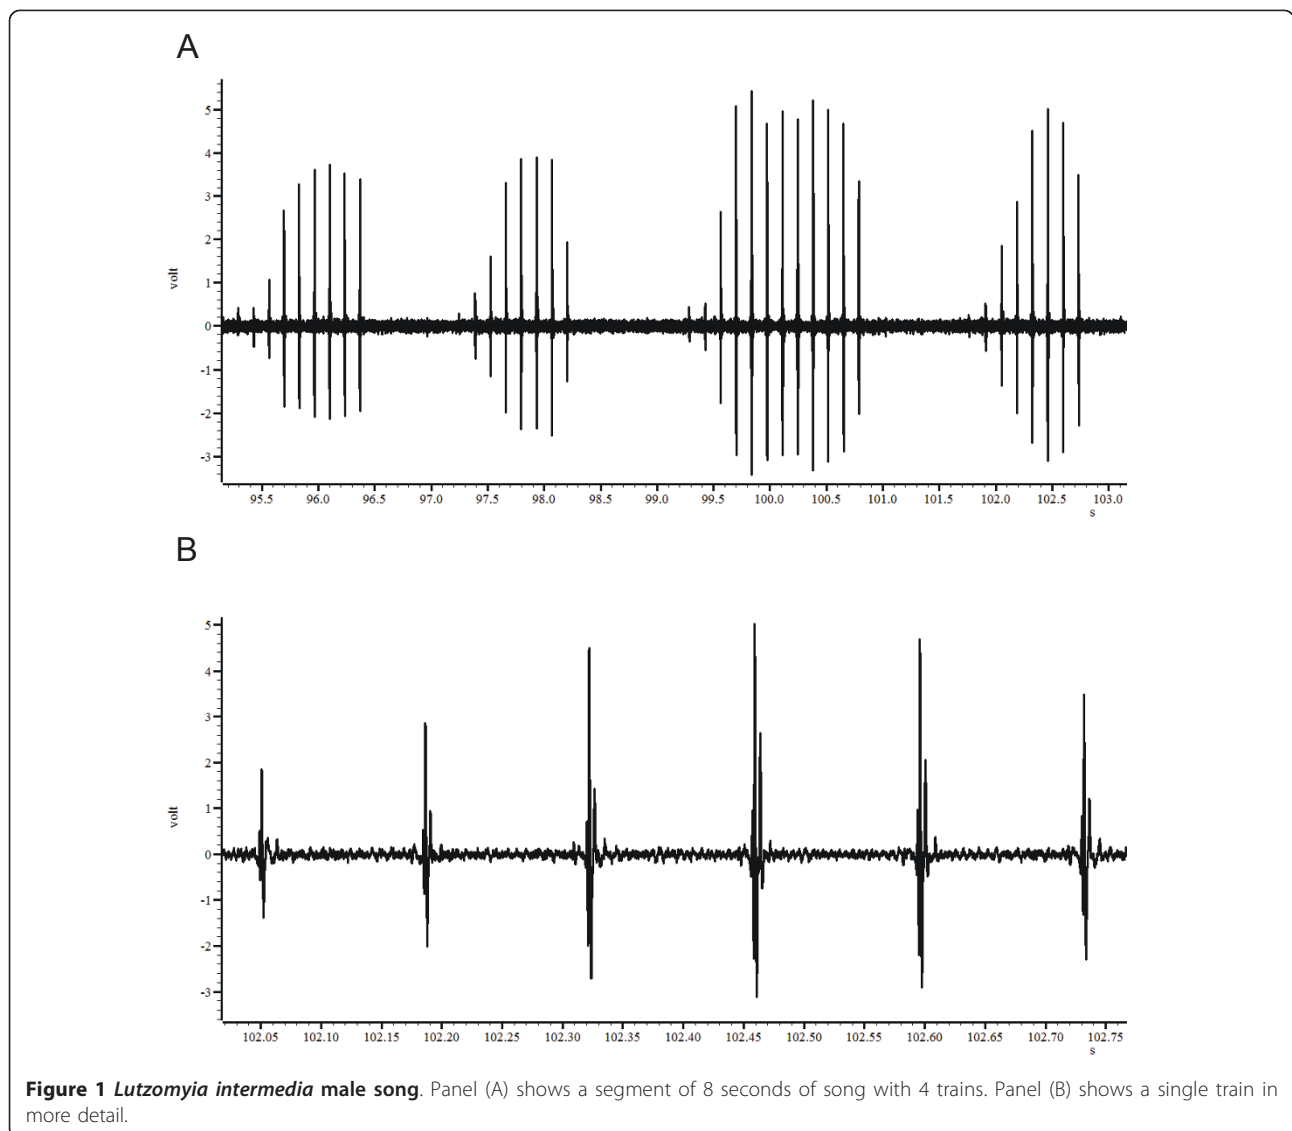 A
5
4
3
2
1
0
-1
-2
-3
volt
95.5 96.0 96.5 97.0 97.5 98.0 98.5 99.0 99.5 100.0 100.5 101.0 101.5 102.0 102.5 103.0
s
B
5
4
3
2
1
0
-1
-2
-3
volt
102.05 102.10 102.15 102.20 102.30 102.35 102.40 102.45 102.50 102.55 102.60 102.65 102.70 102.75
s
Figure 1 Lutzomyia intermedia male song. Panel (A) shows a segment of 8 seconds of song with 4 trains. Panel (B) shows a single train in
more detail.